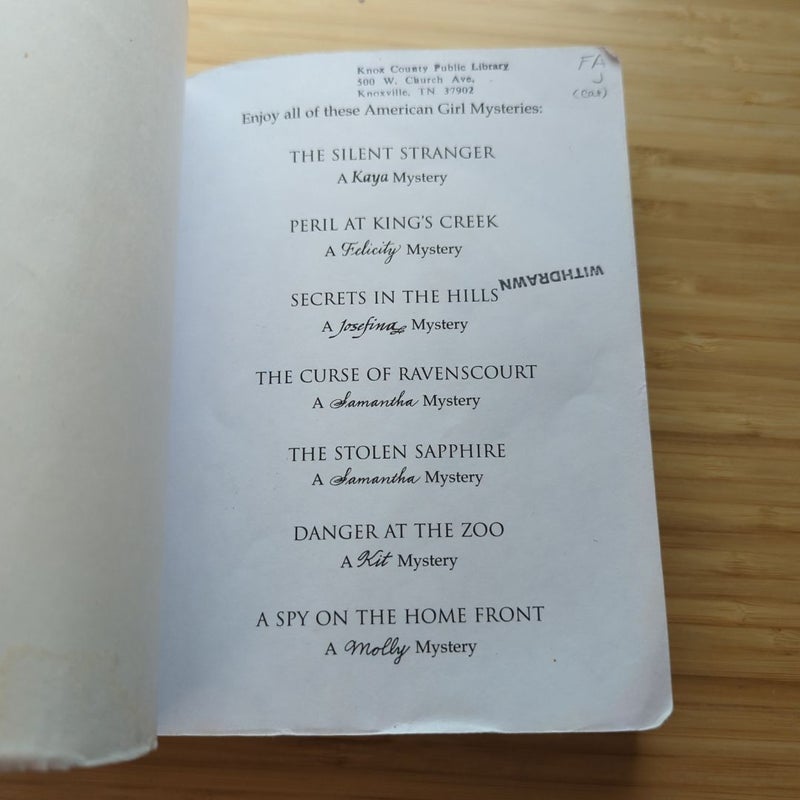 Knox County Public Library
500 W. Church Ave.
Knoxville, TN 37902
FA
J
(Cas)
Enjoy all of these American Girl Mysteries:
THE SILENT STRANGER
A Kaya Mystery
PERIL AT KING'S CREEK
A Felicity Mystery
SECRETS IN THE HILLS
WITHDRAWN
A Josefina Mystery
THE CURSE OF RAVENSCOURT
A Samantha Mystery
THE STOLEN SAPPHIRE
A Samantha Mystery
DANGER AT THE ZOO
A Kit Mystery
A SPY ON THE HOME FRONT
A Molly Mystery